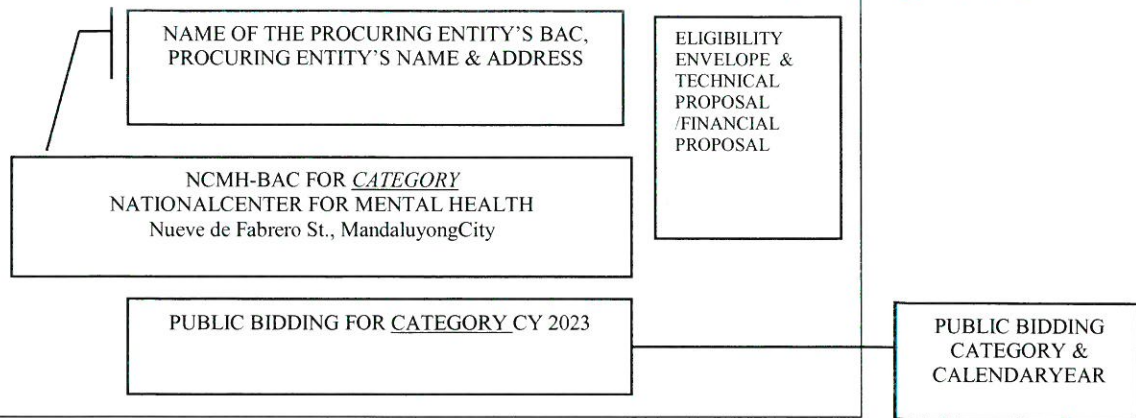 NAME OF THE PROCURING ENTITY'S BAC,
PROCURING ENTITY'S NAME & ADDRESS
ELIGIBILITY
ENVELOPE &
TECHNICAL
PROPOSAL
/FINANCIAL
PROPOSAL
NCMH-BAC FOR CATEGORY
NATIONALCENTER FOR MENTAL HEALTH
Nueve de Fabrero St., MandaluyongCity
PUBLIC BIDDING FOR CATEGORY CY 2023
PUBLIC BIDDING
CATEGORY &
CALENDARYEAR